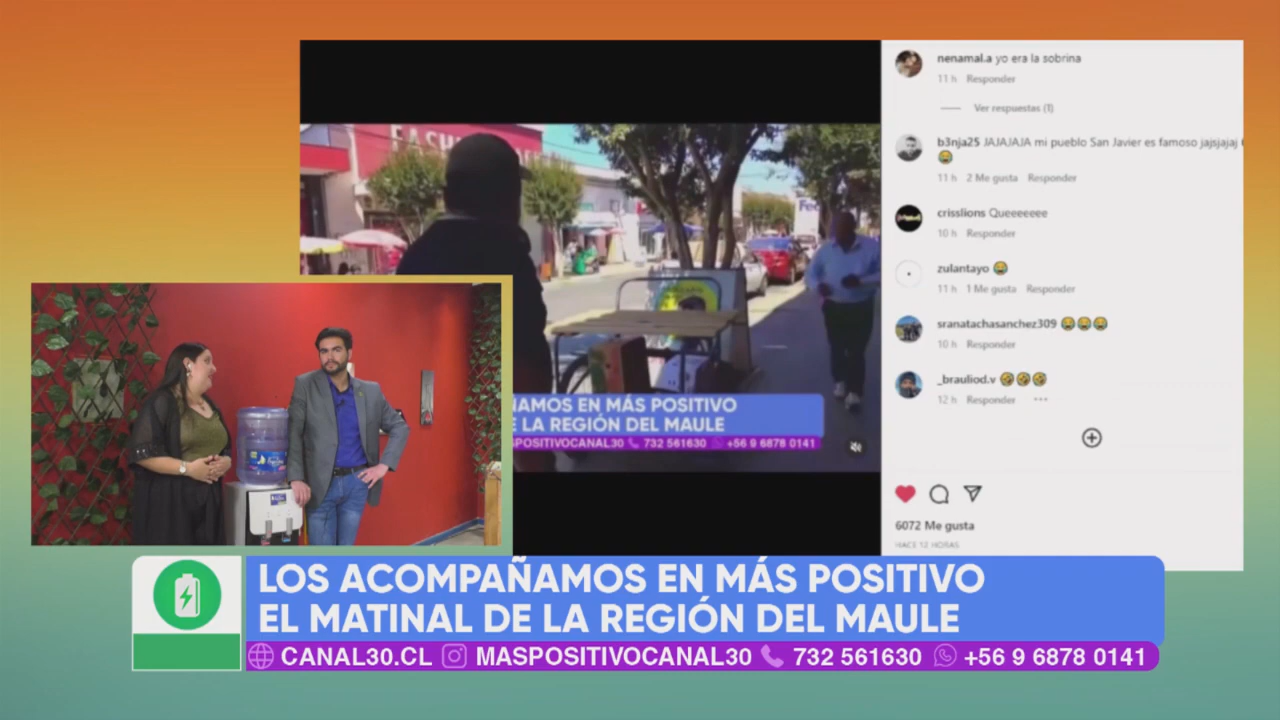 nenamal.a yo era la sobrina
11 h Responder
Ver respuestas (1)
b3nja25 JAJAJAJA mi pueblo San Javier es famoso jajsjajaj
11 h 2 Me gusta Responder
crisslions Queeeeeee
10 h Responder
zulantayo 😂
11 h 1 Me gusta Responder
sranatachasanchez309 😂😂😂
10 h Responder
_brauliod.v 🤣🤣🤣
12 h Responder
6072 Me gusta
HACE 12 HORAS
FASH
Fed
ÑAMOS EN MÁS POSITIVO
E LA REGIÓN DEL MAULE
SPOSITIVOCANAL30 732 561630 +56 9 6878 0141
LOS ACOMPAÑAMOS EN MÁS POSITIVO
EL MATINAL DE LA REGIÓN DEL MAULE
CANAL30.CL MASPOSITIVOCANAL30 732 561630 +56 9 6878 0141